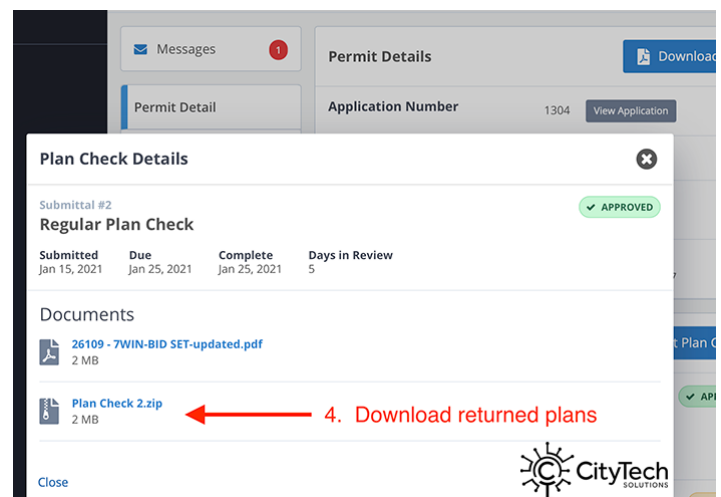 Messages
1
Permit Details
Download
Permit Detail
Application Number
1304
View Application
Plan Check Details
Submittal #2
APPROVED
Regular Plan Check
Submitted
Due
Complete
Days in Review
Jan 15, 2021
Jan 25, 2021
Jan 25, 2021
5
Documents
26109 - 7WIN-BID SET-updated.pdf
2 MB
t Plan C
Plan Check 2.zip
2 MB
4. Download returned plans
Close
CityTech
SOLUTIONS